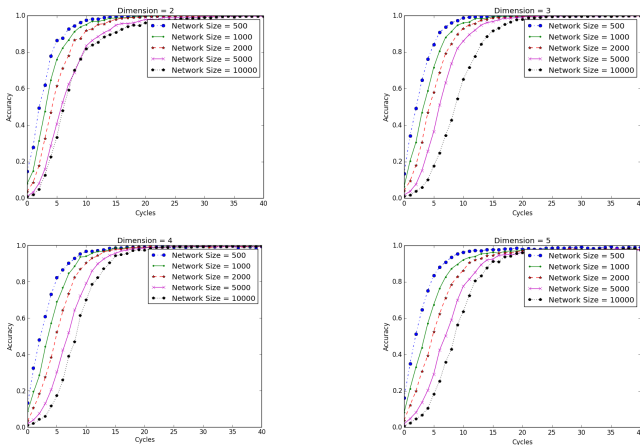 Dimension = 2
1.0
0.8
0.6
0.4
0.2
0.0
Accuracy
0 5 10 15 20 25 30 35 40
Cycles
Network Size = 500
Network Size = 1000
Network Size = 2000
Network Size = 5000
Network Size = 10000
Dimension = 3
1.0
0.8
0.6
0.4
0.2
0.0
Accuracy
0 5 10 15 20 25 30 35 40
Cycles
Network Size = 500
Network Size = 1000
Network Size = 2000
Network Size = 5000
Network Size = 10000
Dimension = 4
1.0
0.8
0.6
0.4
0.2
0.0
Accuracy
0 5 10 15 20 25 30 35 40
Cycles
Network Size = 500
Network Size = 1000
Network Size = 2000
Network Size = 5000
Network Size = 10000
Dimension = 5
1.0
0.8
0.6
0.4
0.2
0.0
Accuracy
0 5 10 15 20 25 30 35 40
Cycles
Network Size = 500
Network Size = 1000
Network Size = 2000
Network Size = 5000
Network Size = 10000